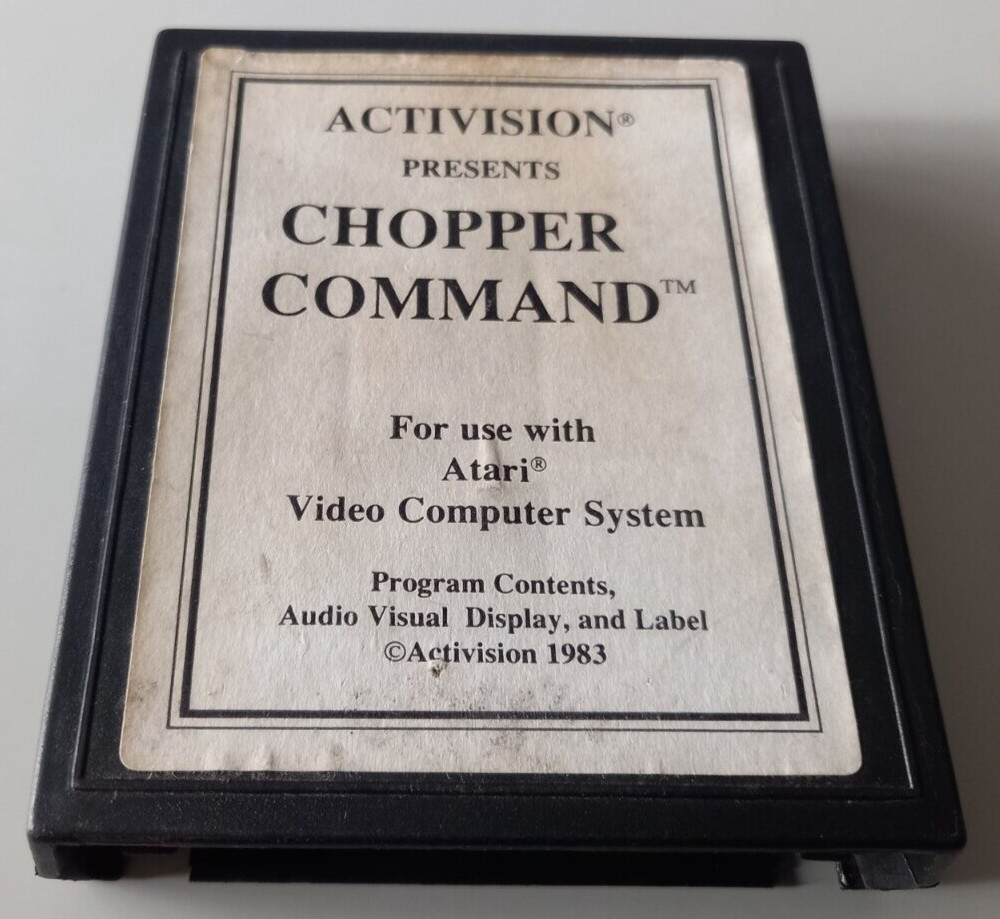 ACTIVISION®
PRESENTS
CHOPPER
COMMAND™
For use with
Atari®
Video Computer System
Program Contents,
Audio Visual Display, and Label
©Activision 1983